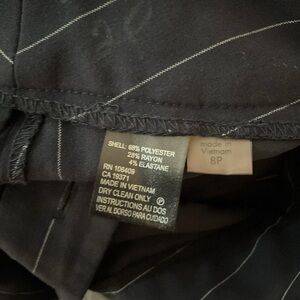 SHELL: 68% POLYESTER
28% RAYON
4% ELASTANE
RN 106409
CA 19371
MADE IN VIETNAM
DRY CLEAN ONLY Ⓟ
INSTRUCTIONS AU DOS
VER AL DORSO PARA CUIDADO
made in
Vietnam
8P